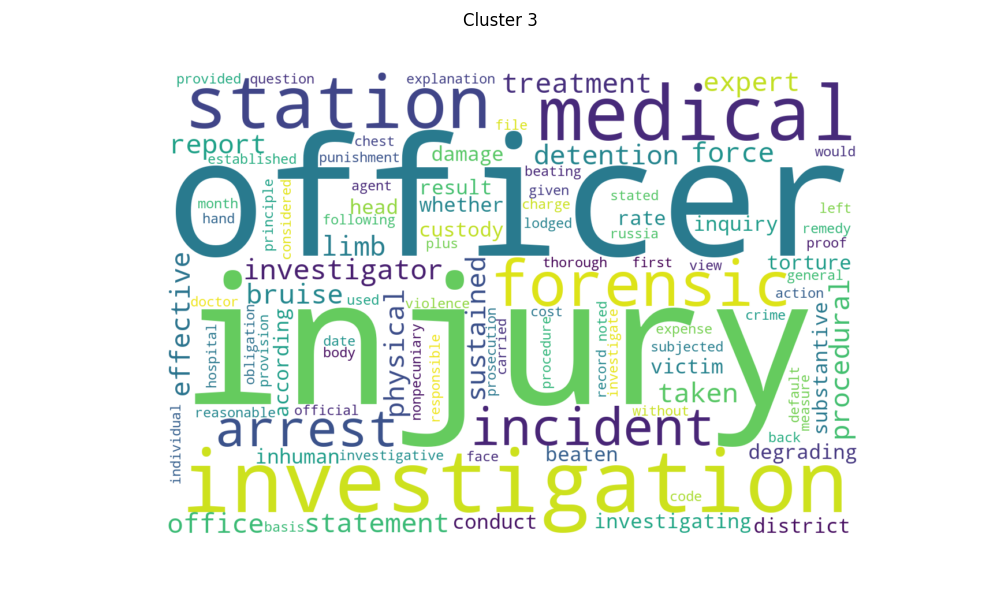 Cluster 3
provided question explanation treatment expert
station medical
file
report chest
established punishment damage detention force would
officer beating
agent result given stated
month whether charge left
hand principle considered following head lodged rate inquiry remedy
custody russia proof
limb plus
investigator thorough first view torture
effective sustained forensic general
bruise used violence action
doctor
injury
hospital obligation provision according date body physical nonpecuniary responsible prosecution carried cost procedure record noted investigate expense crime
subjected
victim substantive procedural
taken default measure
reasonable official without
individual arrest incident back
inhuman investigative face beaten degrading
investigation
code
office basis statement conduct investigating district